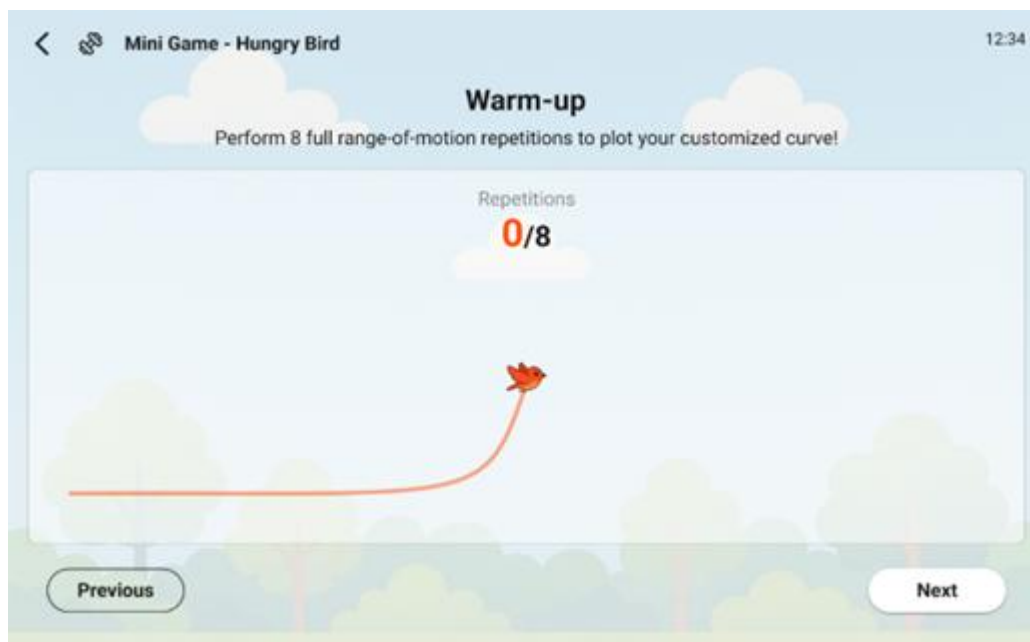 Mini Game - Hungry Bird
12:34
Warm-up
Perform 8 full range-of-motion repetitions to plot your customized curve!
Repetitions
0/8
Previous
Next